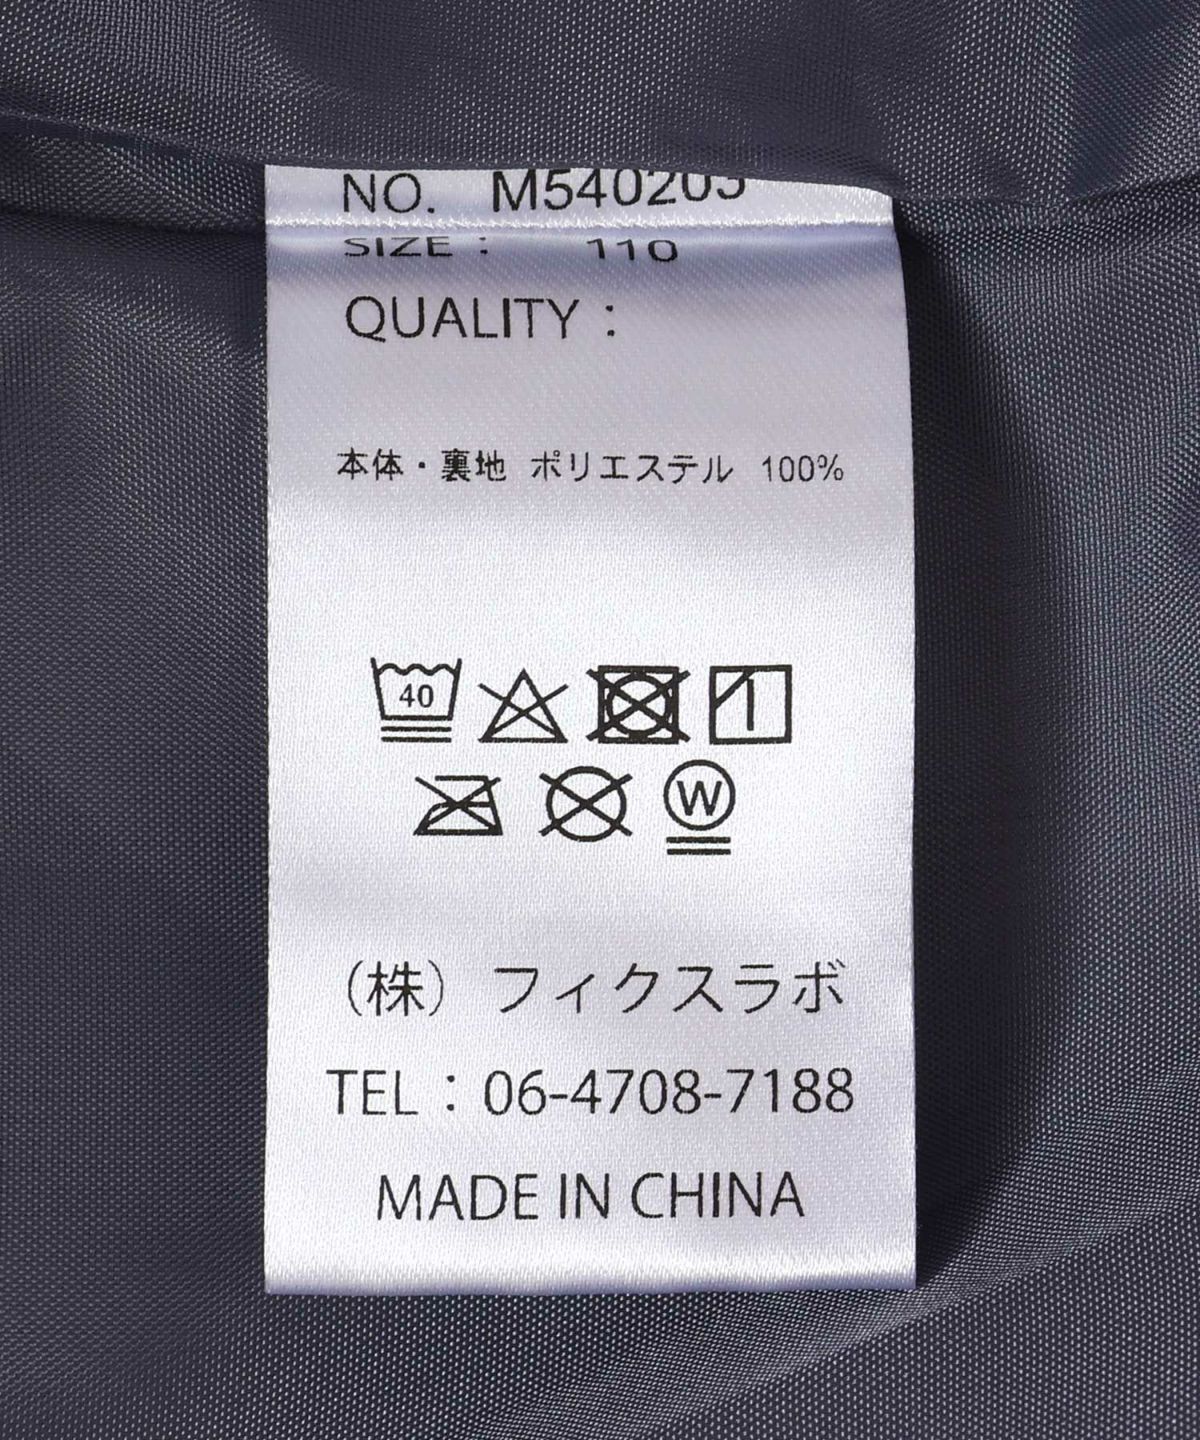 NO. M540205
SIZE : 110
QUALITY :
本体・裏地 ポリエステル 100%
40
W
(株) フィクスラボ
TEL : 06-4708-7188
MADE IN CHINA